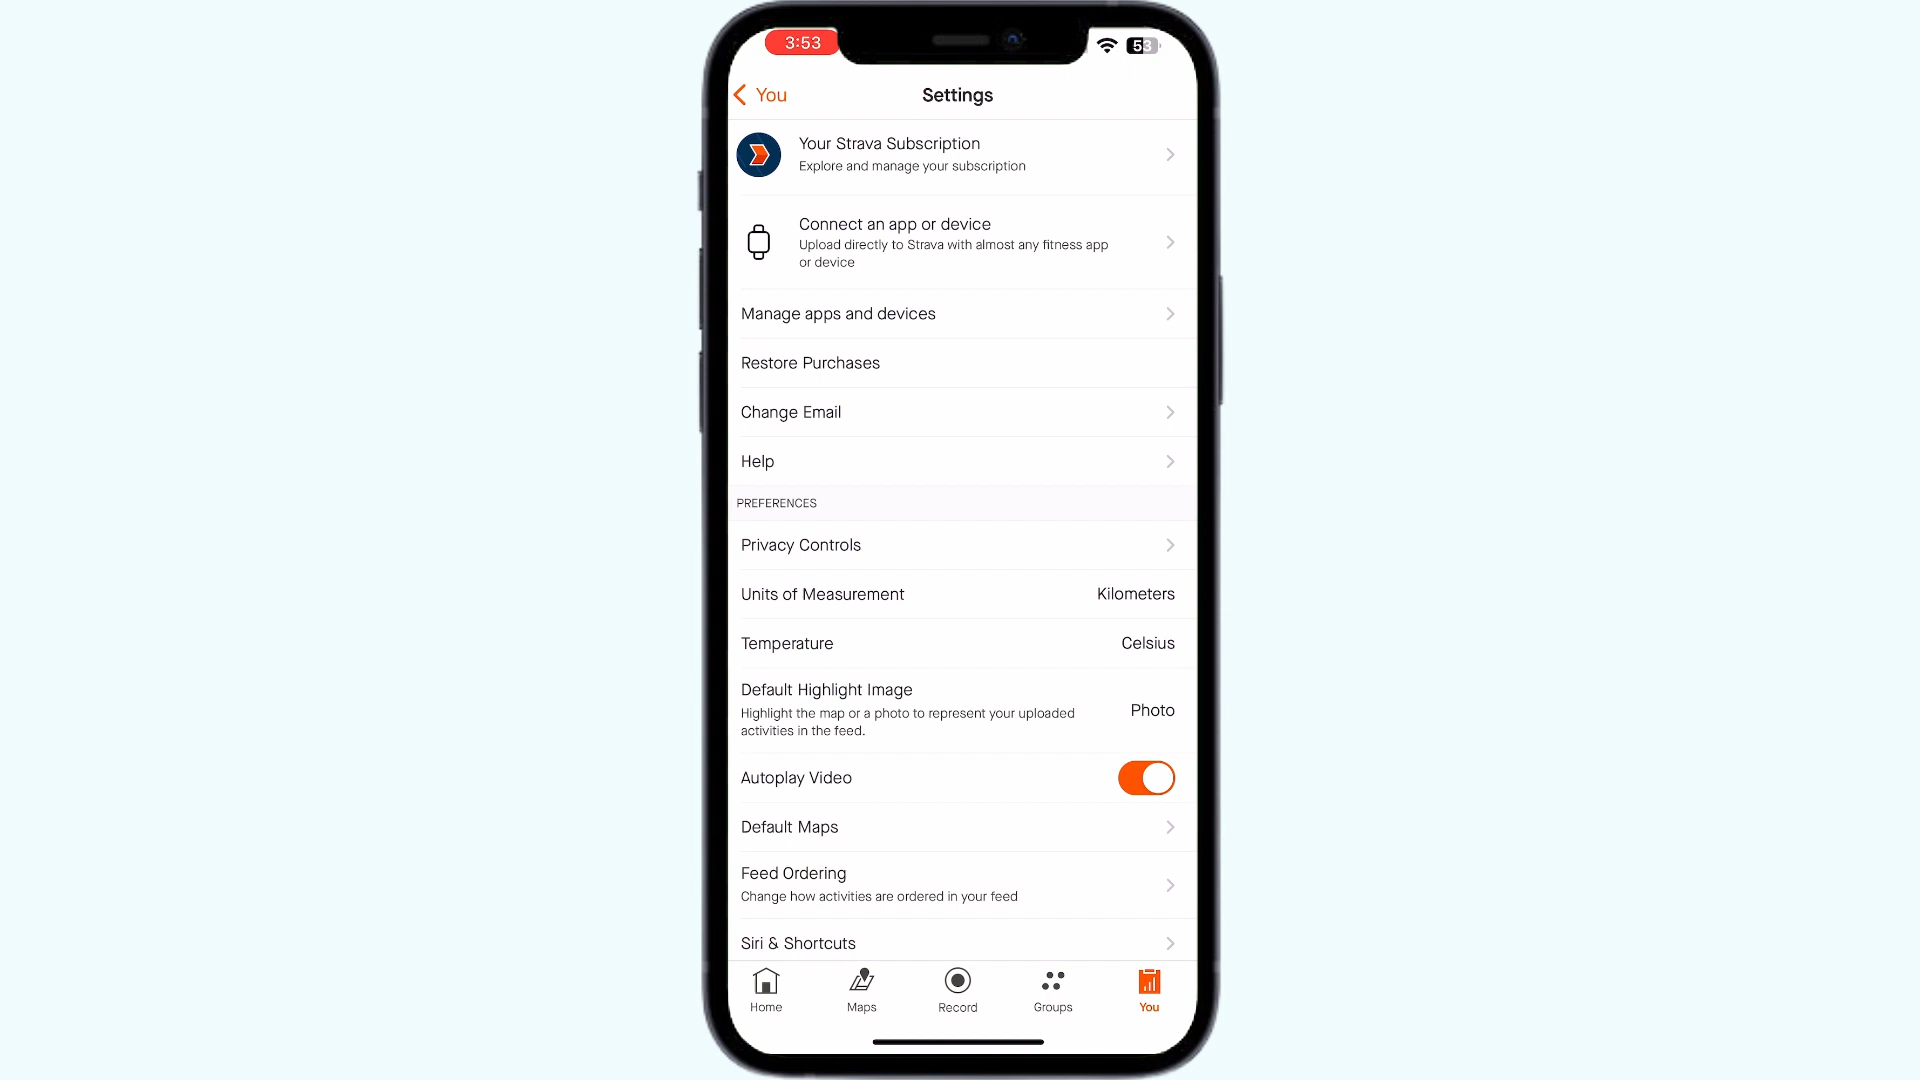 3:53
53
You
Settings
Your Strava Subscription
Explore and manage your subscription
Connect an app or device
Upload directly to Strava with almost any fitness app
or device
Manage apps and devices
Restore Purchases
Change Email
Help
PREFERENCES
Privacy Controls
Units of Measurement
Kilometers
Temperature
Celsius
Default Highlight Image
Highlight the map or a photo to represent your uploaded
activities in the feed.
Photo
Autoplay Video
Default Maps
Feed Ordering
Change how activities are ordered in your feed
Siri & Shortcuts
Home
Maps
Record
Groups
You